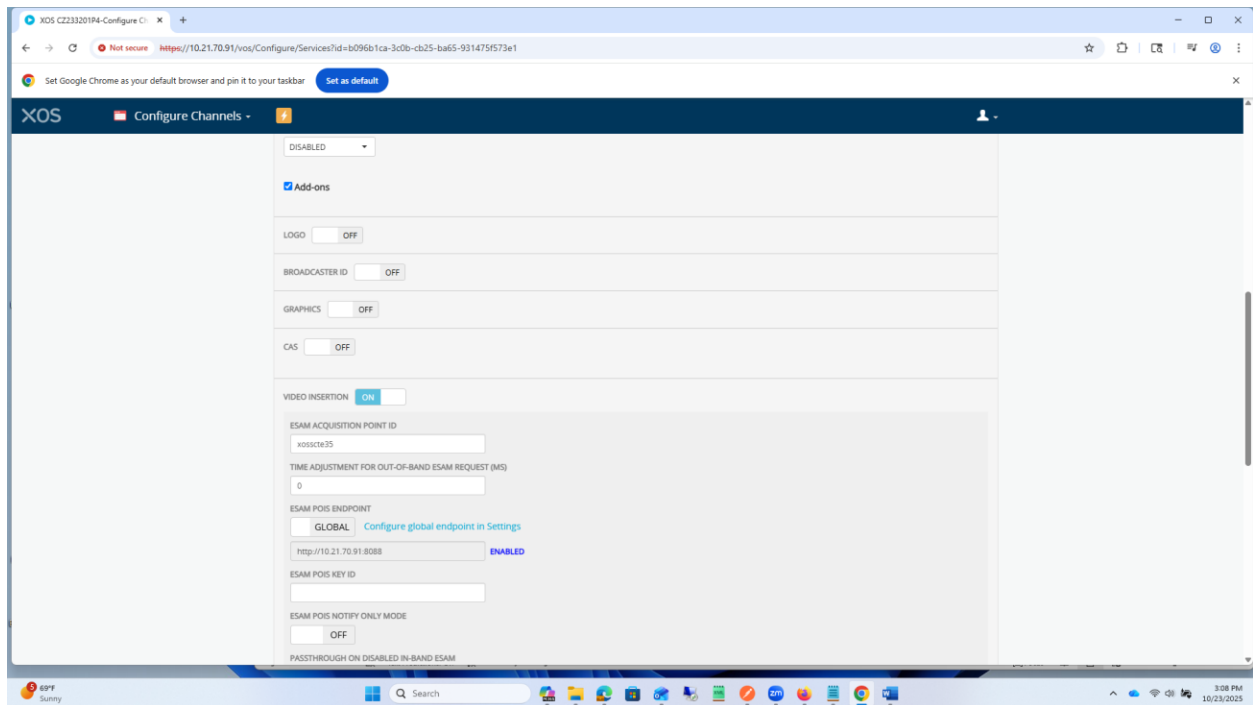 XOS CZ233201P4-Configure Ch
Not secure https://10.21.70.91/vos/Configure/Services?id=b096b1ca-3c0b-cb25-ba65-931475f573e1
Set Google Chrome as your default browser and pin it to your taskbar Set as default
XOS Configure Channels
DISABLED
Add-ons
LOGO OFF
BROADCASTER ID OFF
GRAPHICS OFF
CAS OFF
VIDEO INSERTION ON
ESAM ACQUISITION POINT ID
xosscte35
TIME ADJUSTMENT FOR OUT-OF-BAND ESAM REQUEST (MS)
0
ESAM POIS ENDPOINT
GLOBAL Configure global endpoint in Settings
http://10.21.70.91:8088 ENABLED
ESAM POIS KEY ID
ESAM POIS NOTIFY ONLY MODE
OFF
PASSTHROUGH ON DISABLED IN-BAND ESAM
5 69°F
Sunny
Search
zm
3:08 PM
10/23/2025